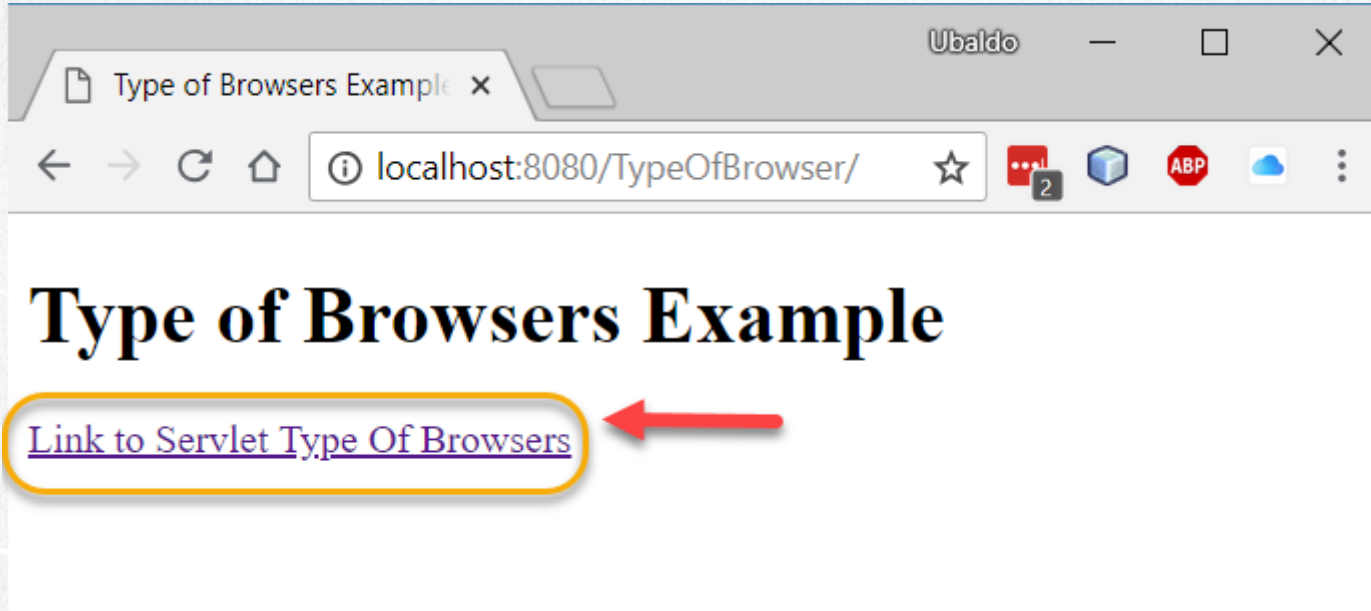 Ubaldo
Type of Browsers Example
localhost:8080/TypeOfBrowser/
2
ABP
Type of Browsers Example
Link to Servlet Type Of Browsers